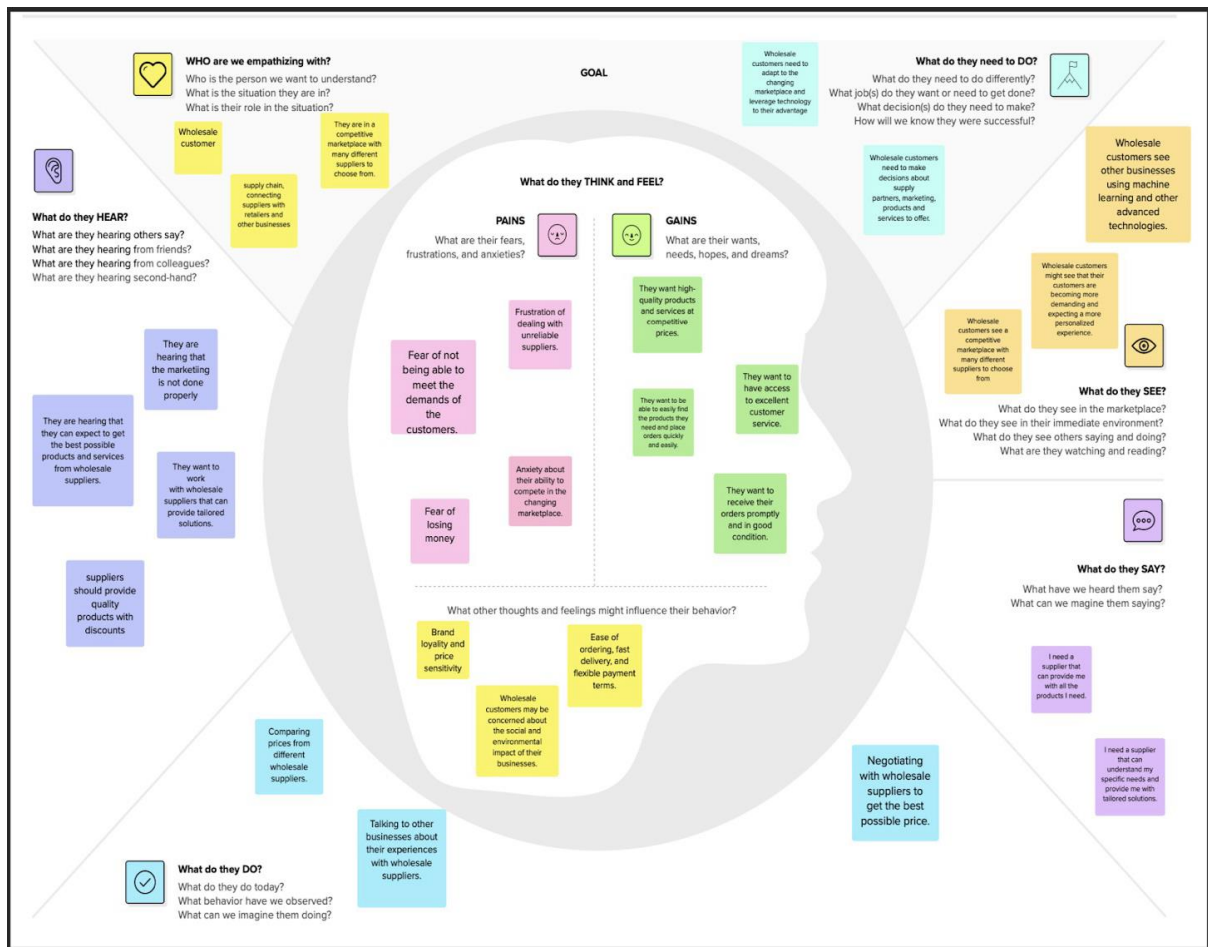 WHO are we empathizing with?
Who is the person we want to understand?
What is the situation they are in?
What is their role in the situation?
Wholesale
customer
supply chain,
connecting
suppliers with
retailers and
other businesses
They are in a
competitive
marketplace with
many different
suppliers to
choose from.
GOAL
Wholesale
customers need to
adapt to the
changing
marketplace and
leverage technology
to their advantage
What do they need to DO?
What do they need to do differently?
What job(s) do they want or need to get done?
What decision(s) do they need to make?
How will we know they were successful?
Wholesale customers
need to make
decisions about
supply
partners, marketing,
products and
services to offer.
Wholesale
customers see
other businesses
using machine
learning and other
advanced
technologies.
Wholesale customers
might see that their
customers are
becoming more
demanding and
expecting a more
personalized
experience.
Wholesale
customers see a
competitive
marketplace with
many different
suppliers to choose
from
What do they SEE?
What do they see in the marketplace?
What do they see in their immediate environment?
What do they see others saying and doing?
What are they watching and reading?
What do they SAY?
What have we heard them say?
What can we magine them saying?
I need a
supplier that
can provide me
with all the
products I need.
I need a supplier
that can
understand my
specific needs and
provide me with
tailored solutions.
Negotiating
with wholesale
suppliers to
get the best
possible price.
What do they HEAR?
What are they hearing others say?
What are they hearing from friends?
What are they hearing from colleagues?
What are they hearing second-hand?
They are
hearing that
the marketiing
is not done
properly
They are hearing that
they can expect to get
the best possible
products and services
from wholesale
suppliers.
They want to
work
with wholesale
suppliers that can
provide tailored
solutions.
suppliers
should provide
quality
products with
discounts
What do they THINK and FEEL?
PAINS
What are their fears,
frustrations, and anxieties?
Frustration of
dealing with
unreliable
suppliers.
Fear of not
being able to
meet the
demands of
the
customers.
Anxiety about
their ability to
compete in the
changing
marketplace.
Fear of
losing
money
GAINS
What are their wants,
needs, hopes, and dreams?
They want high-
quality products
and services at
competitive
prices.
They want to
have access
to excellent
customer
service.
They want to be
able to easily find
the products they
need and place
orders quickly
and easily.
They want to
receive their
orders promptly
and in good
condition.
What other thoughts and feelings might influence their behavior?
Brand
loyality and
price
sensitivity
Ease of
ordering, fast
delivery, and
flexible payment
terms.
Wholesale
customers may be
concerned about
the social and
environmental
impact of their
businesses.
Comparing
prices from
different
wholesale
suppliers.
Talking to other
businesses about
their experiences
with wholesale
suppliers.
What do they DO?
What do they do today?
What behavior have we observed?
What can we imagine them doing?